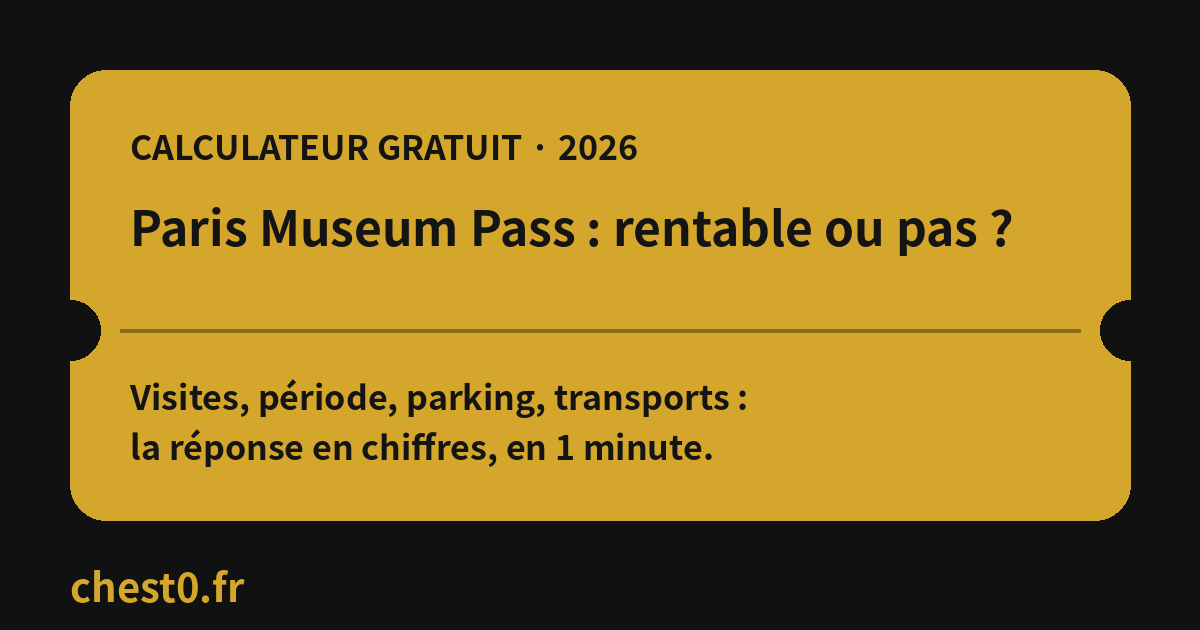 CALCULATEUR GRATUIT · 2026
Paris Museum Pass : rentable ou pas ?
Visites, période, parking, transports :
la réponse en chiffres, en 1 minute.
chest0.fr